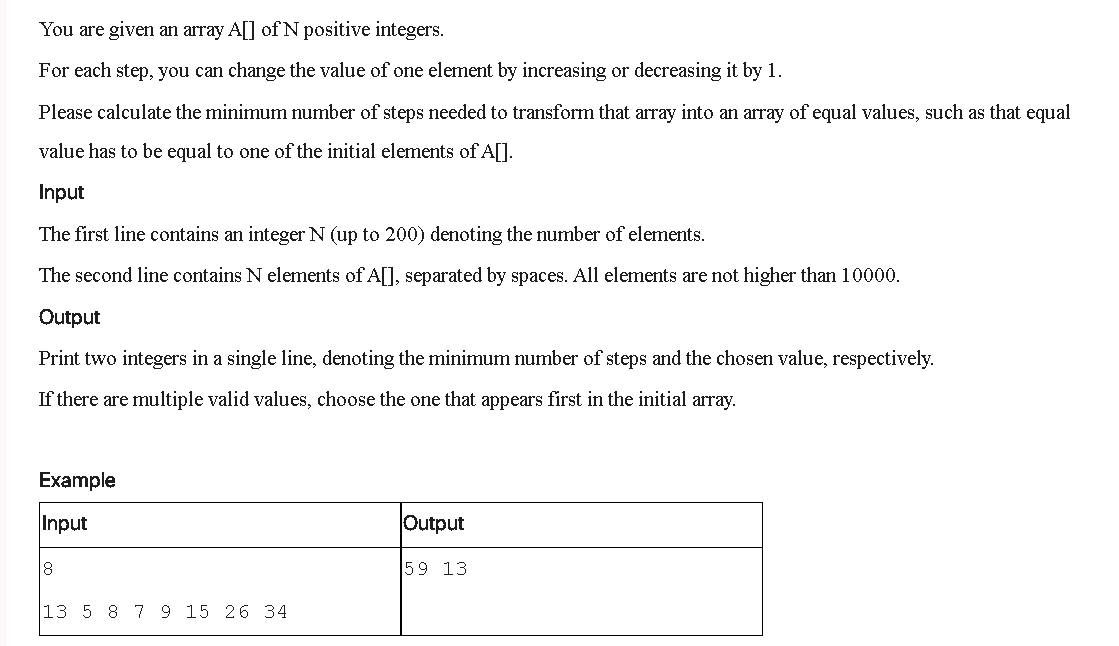 You are given an array A[] of N positive integers.
For each step, you can change the value of one element by increasing or decreasing it by 1.
Please calculate the minimum number of steps needed to transform that array into an array of equal values, such as that equal
value has to be equal to one of the initial elements of A[].
Input
The first line contains an integer N (up to 200) denoting the number of elements.
The second line contains N elements of A[], separated by spaces. All elements are not higher than 10000.
Output
Print two integers in a single line, denoting the minimum number of steps and the chosen value, respectively.
If there are multiple valid values, choose the one that appears first in the initial array.
Example
Input Output
8 59 13
13 5 8 7 9 15 26 34